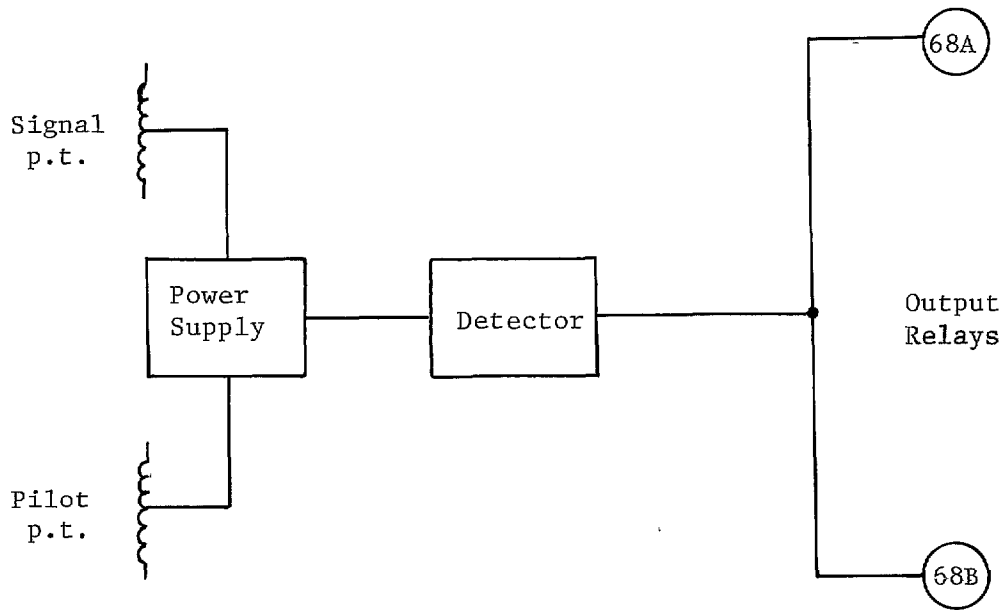 68A
Signal
p.t.
Power
Supply
Detector
Output
Relays
Pilot
p.t.
68B